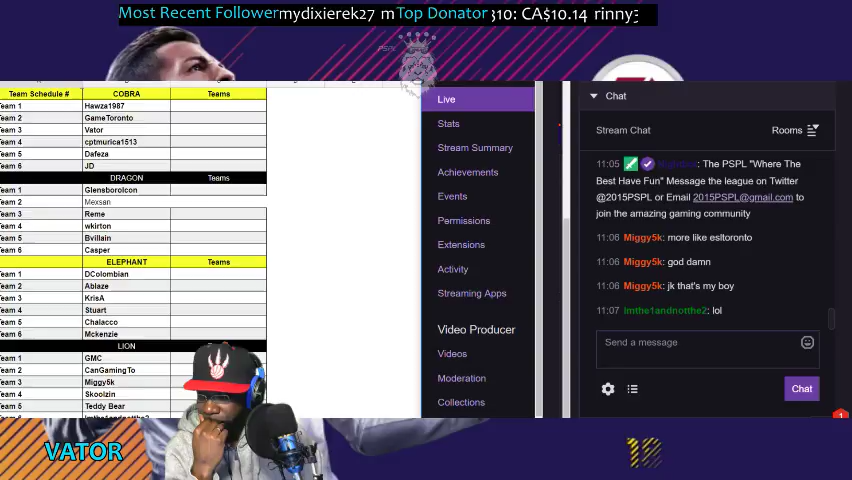 Most Recent Follower mydixierek27 m Top Donator 310: CA$10.14 rinny
PSPL
Team Schedule # COBRA Teams
Team 1 Hawza1987
Team 2 GameToronto
Team 3 Vator
Team 4 cptmurica1513
Team 5 Dafeza
Team 6 JD
DRAGON Teams
Team 1 GlensboroIcon
Team 2 Mexsan
Team 3 Reme
Team 4 wkirton
Team 5 Bvillain
Team 6 Casper
ELEPHANT Teams
Team 1 DColombian
Team 2 Ablaze
Team 3 KrisA
Team 4 Stuart
Team 5 Chalacco
Team 6 Mckenzie
LION
Team 1 GMC
Team 2 CanGamingTo
Team 3 Miggy5k
Team 4 Skoolzin
Team 5 Teddy Bear
Imthe1andnotthe2
Live
Stats
Stream Summary
Achievements
Events
Permissions
Extensions
Activity
Streaming Apps
Video Producer
Videos
Moderation
Collections
Chat
Stream Chat Rooms
11:05 : The PSPL "Where The
Best Have Fun" Message the league on Twitter
@2015PSPL or Email 2015PSPL@gmail.com to
join the amazing gaming community
11:06 Miggy5k: more like esltoronto
11:06 Miggy5k: god damn
11:06 Miggy5k: jk that's my boy
11:07 Imthe1andnotthe2: lol
Send a message
Chat
1
VATOR